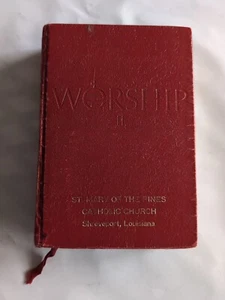 WORSHIP
ST. MARY OF THE PINES
CATHOLIC CHURCH
Shreveport, Louisiana